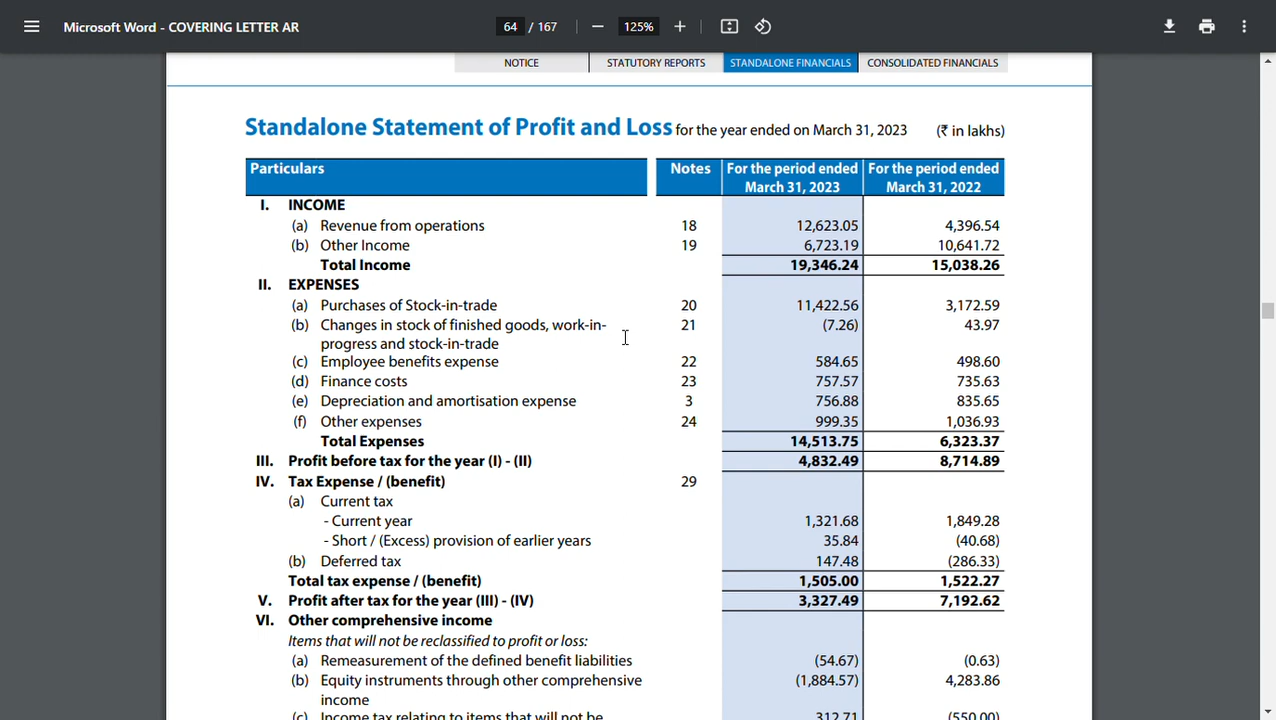 Microsoft Word - COVERING LETTER AR 64 / 167 125%
NOTICE STATUTORY REPORTS STANDALONE FINANCIALS CONSOLIDATED FINANCIALS
Standalone Statement of Profit and Loss for the year ended on March 31, 2023 (₹ in lakhs)
Particulars Notes For the period ended March 31, 2023 For the period ended March 31, 2022
I. INCOME
(a) Revenue from operations 18 12,623.05 4,396.54
(b) Other Income 19 6,723.19 10,641.72
Total Income 19,346.24 15,038.26
II. EXPENSES
(a) Purchases of Stock-in-trade 20 11,422.56 3,172.59
(b) Changes in stock of finished goods, work-in- 21 (7.26) 43.97
progress and stock-in-trade
(c) Employee benefits expense 22 584.65 498.60
(d) Finance costs 23 757.57 735.63
(e) Depreciation and amortisation expense 3 756.88 835.65
(f) Other expenses 24 999.35 1,036.93
Total Expenses 14,513.75 6,323.37
III. Profit before tax for the year (I) - (II) 4,832.49 8,714.89
IV. Tax Expense / (benefit) 29
(a) Current tax
- Current year 1,321.68 1,849.28
- Short / (Excess) provision of earlier years 35.84 (40.68)
(b) Deferred tax 147.48 (286.33)
Total tax expense / (benefit) 1,505.00 1,522.27
V. Profit after tax for the year (III) - (IV) 3,327.49 7,192.62
VI. Other comprehensive income
Items that will not be reclassified to profit or loss:
(a) Remeasurement of the defined benefit liabilities (54.67) (0.63)
(b) Equity instruments through other comprehensive (1,884.57) 4,283.86
income
(c) Income tax relating to items that will not be 312.71 (550.00)